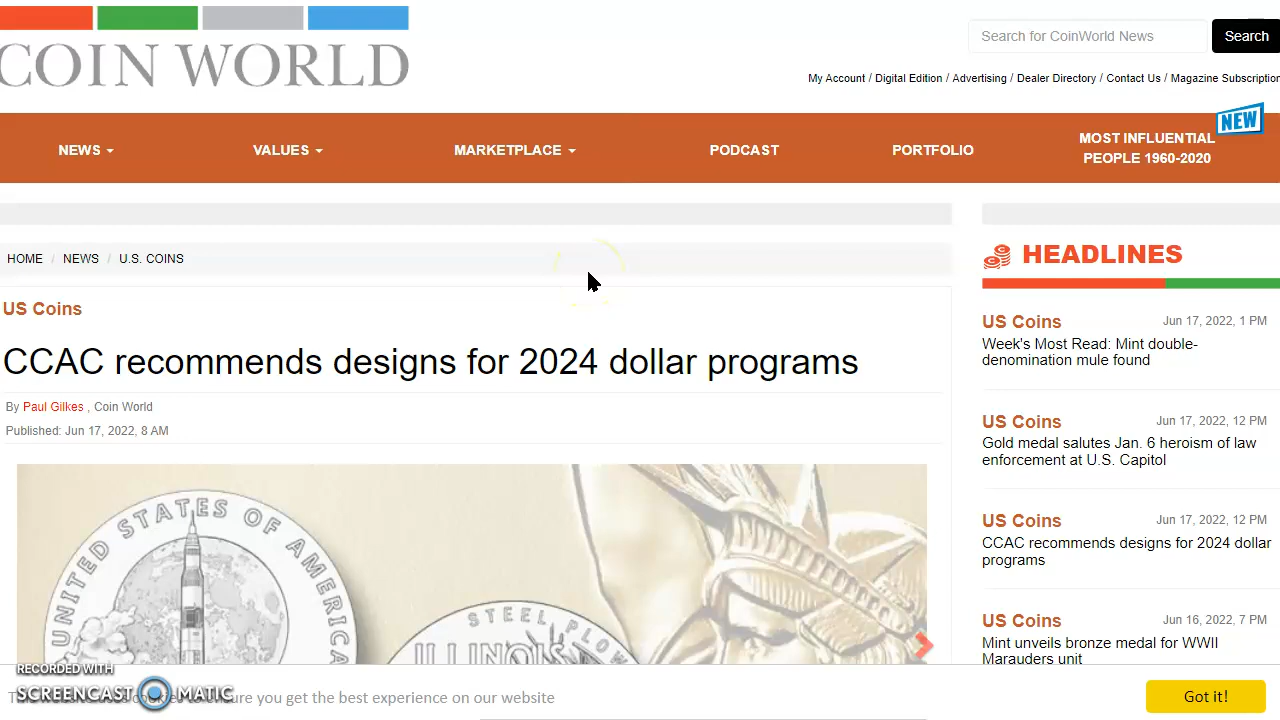 COIN WORLD
Search for CoinWorld News
Search
My Account / Digital Edition / Advertising / Dealer Directory / Contact Us / Magazine Subscription
NEWS
VALUES
MARKETPLACE
PODCAST
PORTFOLIO
MOST INFLUENTIAL
PEOPLE 1960-2020
NEW
HOME / NEWS / U.S. COINS
US Coins
CCAC recommends designs for 2024 dollar programs
By Paul Gilkes , Coin World
Published: Jun 17, 2022, 8 AM
UNITED STATES OF AMERICA
STEEL PLOW
ILLINOIS
HEADLINES
US Coins
Jun 17, 2022, 1 PM
Week's Most Read: Mint double-
denomination mule found
US Coins
Jun 17, 2022, 12 PM
Gold medal salutes Jan. 6 heroism of law
enforcement at U.S. Capitol
US Coins
Jun 17, 2022, 12 PM
CCAC recommends designs for 2024 dollar
programs
US Coins
Jun 16, 2022, 7 PM
Mint unveils bronze medal for WWII
Marauders unit
RECORDED WITH
SCREENCAST MATIC
you get the best experience on our website
Got it!